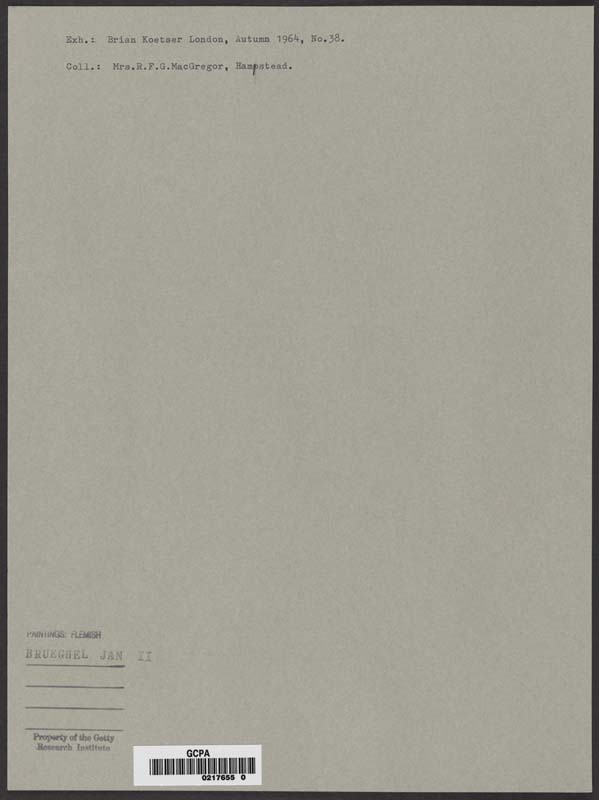 Exh.: Brian Koetser London, Autumn 1964, No.38.
Coll.: Mrs.R.F.G.MacGregor, Hampstead.
PAINTINGS: FLEMISH
BRUEGHEL JAN II
Property of the Getty
Research Institute
GCPA
0217655 0